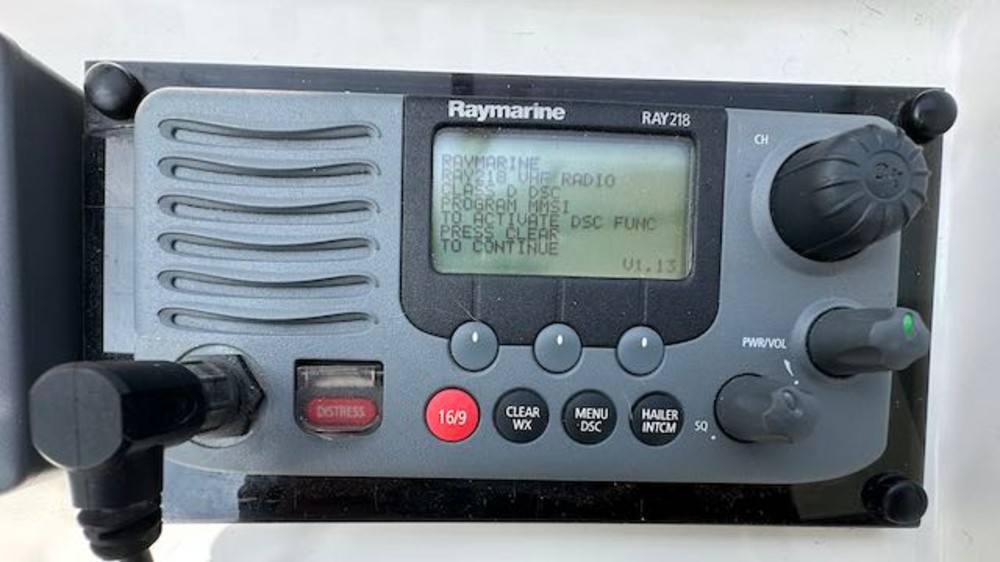 Raymarine
RAY218
CH
RAYMARINE
RAY218 VHF RADIO
CLASS D DSC
PROGRAM MMSI
TO ACTIVATE DSC FUNC
PRESS CLEAR
TO CONTINUE
V1.13
PWR/VOL
DISTRESS
16/9
CLEAR
WX
MENU
DSC
HAILER
INTCM
SQ